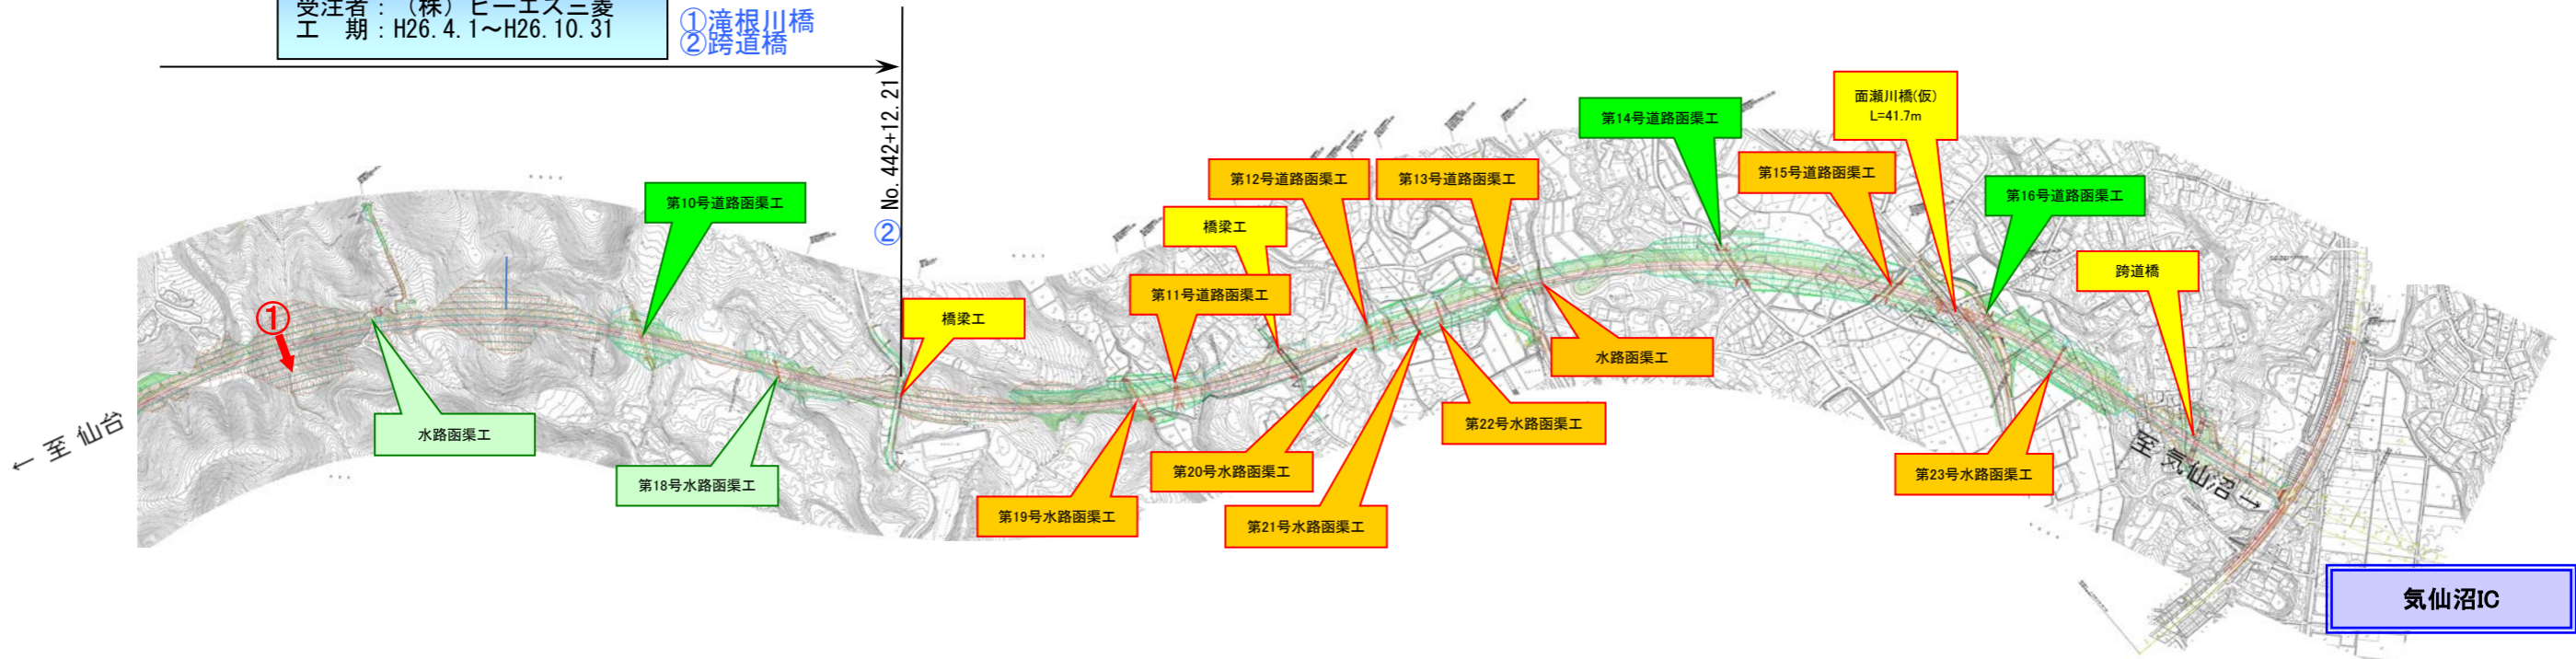 受注者：（株）ピーエス三菱
工　期：H26.4.1～H26.10.31
①滝根川橋
②跨道橋
No.442+12.21
②
①
第10号道路函渠工
第12号道路函渠工
第13号道路函渠工
第14号道路函渠工
第15号道路函渠工
面瀬川橋(仮)
L=41.7m
第16号道路函渠工
橋梁工
跨道橋
第11号道路函渠工
橋梁工
水路函渠工
水路函渠工
第18号水路函渠工
第19号水路函渠工
第20号水路函渠工
第21号水路函渠工
第22号水路函渠工
第23号水路函渠工
← 至 仙台
至 気仙沼 →
気仙沼IC